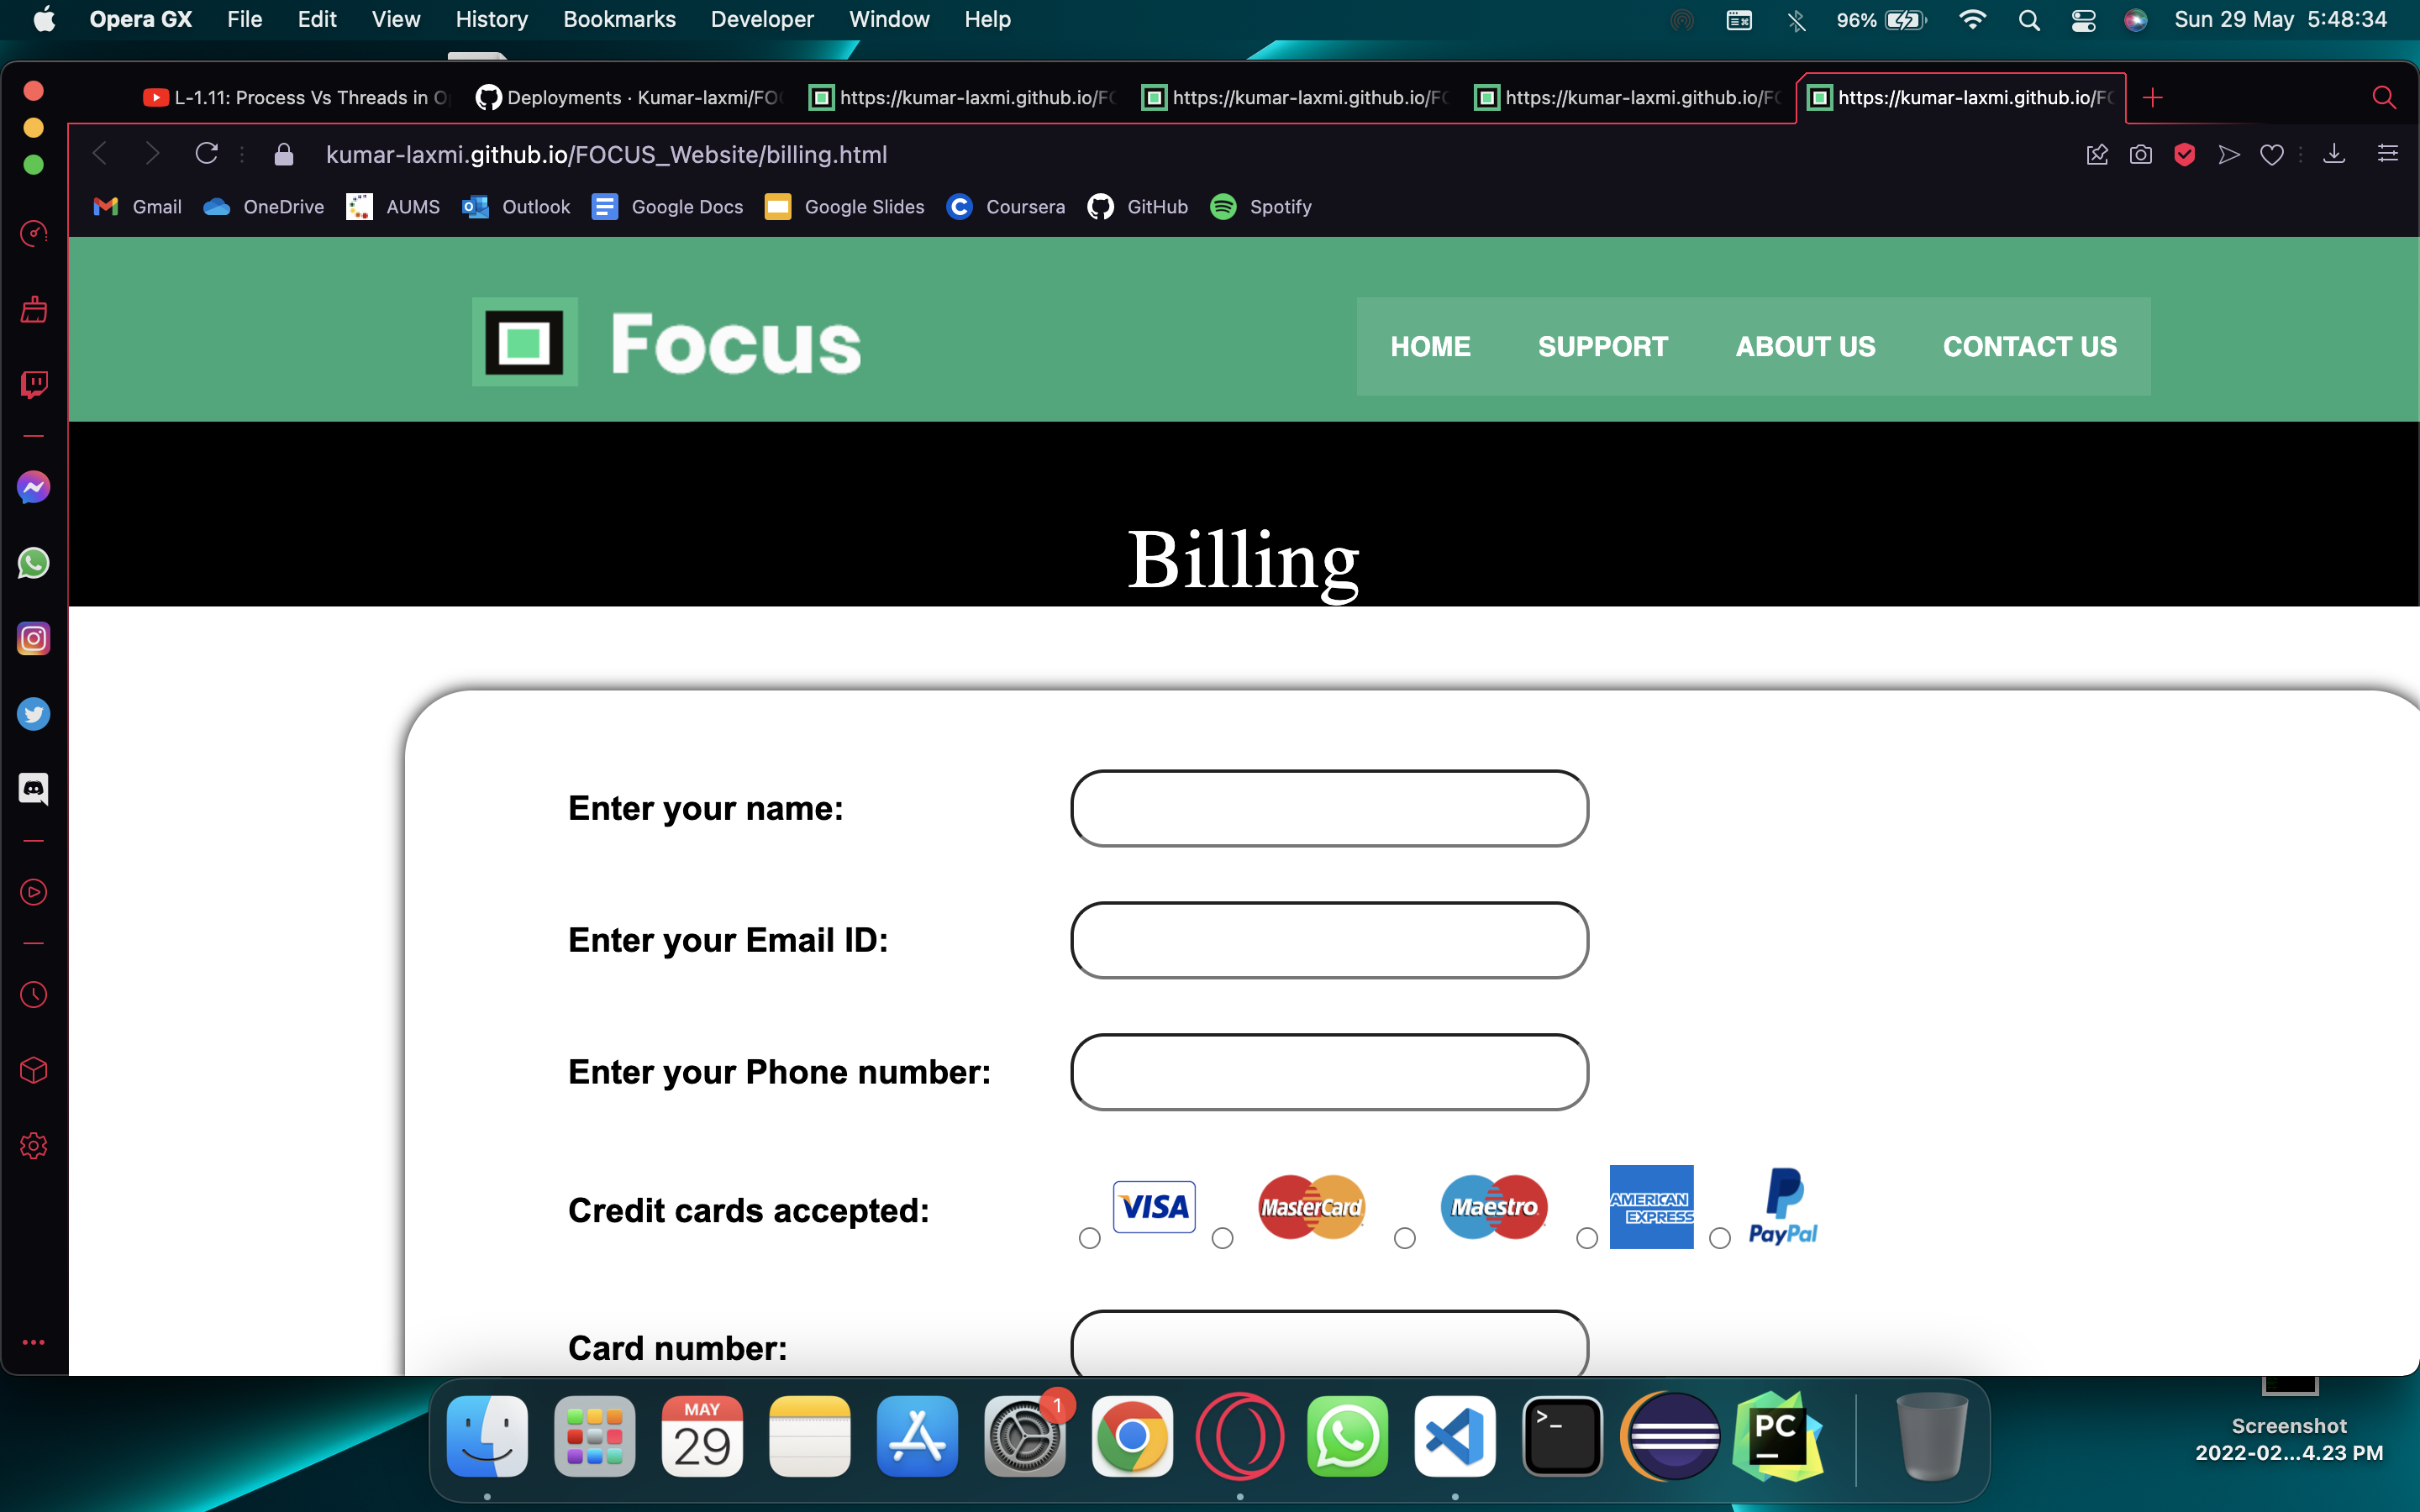 Opera GX File Edit View History Bookmarks Developer Window Help 96% Sun 29 May 5:48:34
L-1.11: Process Vs Threads in O Deployments · Kumar-laxmi/FO https://kumar-laxmi.github.io/FO https://kumar-laxmi.github.io/F https://kumar-laxmi.github.io/F https://kumar-laxmi.github.io/F
kumar-laxmi.github.io/FOCUS_Website/billing.html
Gmail OneDrive AUMS Outlook Google Docs Google Slides Coursera GitHub Spotify
Focus HOME SUPPORT ABOUT US CONTACT US
Billing
Enter your name:
Enter your Email ID:
Enter your Phone number:
Credit cards accepted: VISA MasterCard Maestro AMERICAN EXPRESS PayPal
Card number:
MAY
29
1
>_
PC
Screenshot
2022-02...4.23 PM